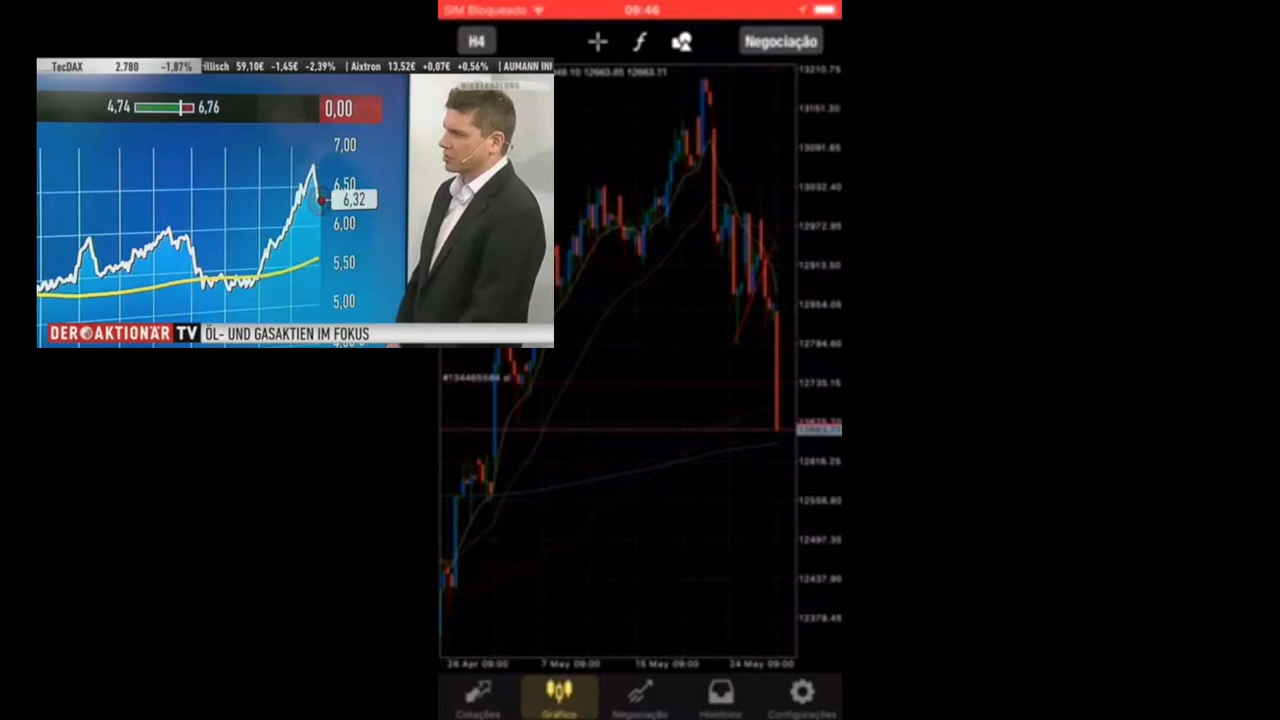 SIM Bloqueado 09:46
H4 Negociação
TecDAX 2.780 -1,87% rillisch 59,10€ -1,45€ -2,39% | Aixtron 13,52€ +0,07€ +0,56% | AUMANN INH
WIEDERHOLUNG
4,74 6,76 0,00
7,00
6,50
6,32
6,00
5,50
5,00
DER AKTIONÄR TV ÖL- UND GASAKTIEN IM FOKUS
13210.75
13151.30
13091.85
13032.40
12972.95
12913.50
12854.05
12794.60
12735.15
12616.25
12556.80
12497.35
12437.90
12378.45
26 Apr 09:00 7 May 09:00 15 May 09:00 24 May 09:00
Cotações Gráfico Negociação Histórico Configurações